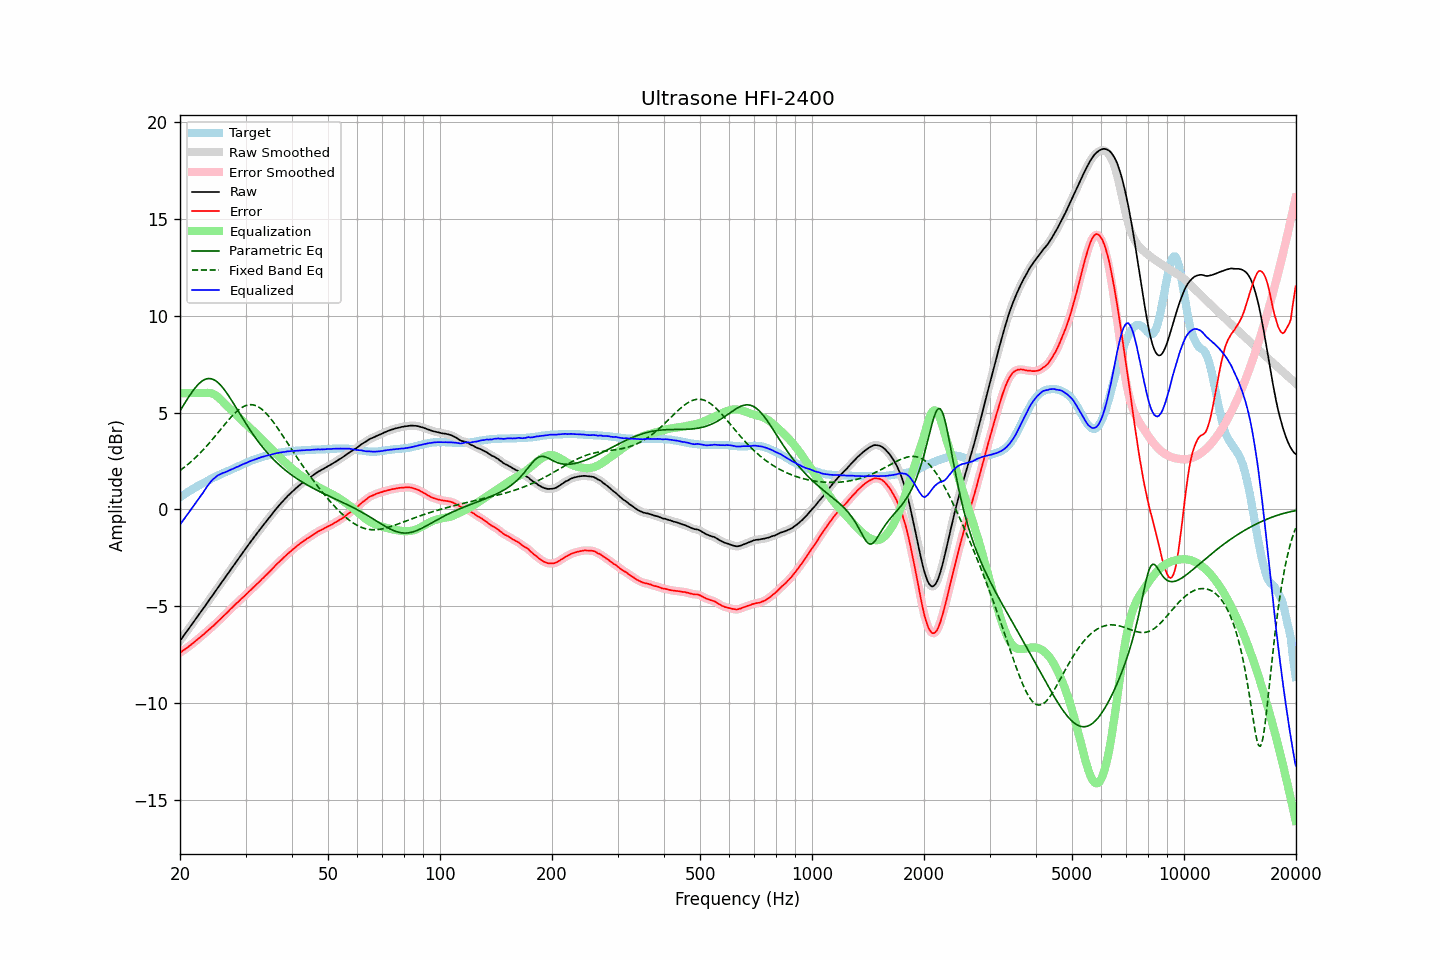 Ultrasone HFI-2400
Target
Raw Smoothed
Error Smoothed
Raw
Error
Equalization
Parametric Eq
Fixed Band Eq
Equalized
20
15
10
5
0
−5
−10
−15
Amplitude (dBr)
20
50
100
200
500
1000
2000
5000
10000
20000
Frequency (Hz)